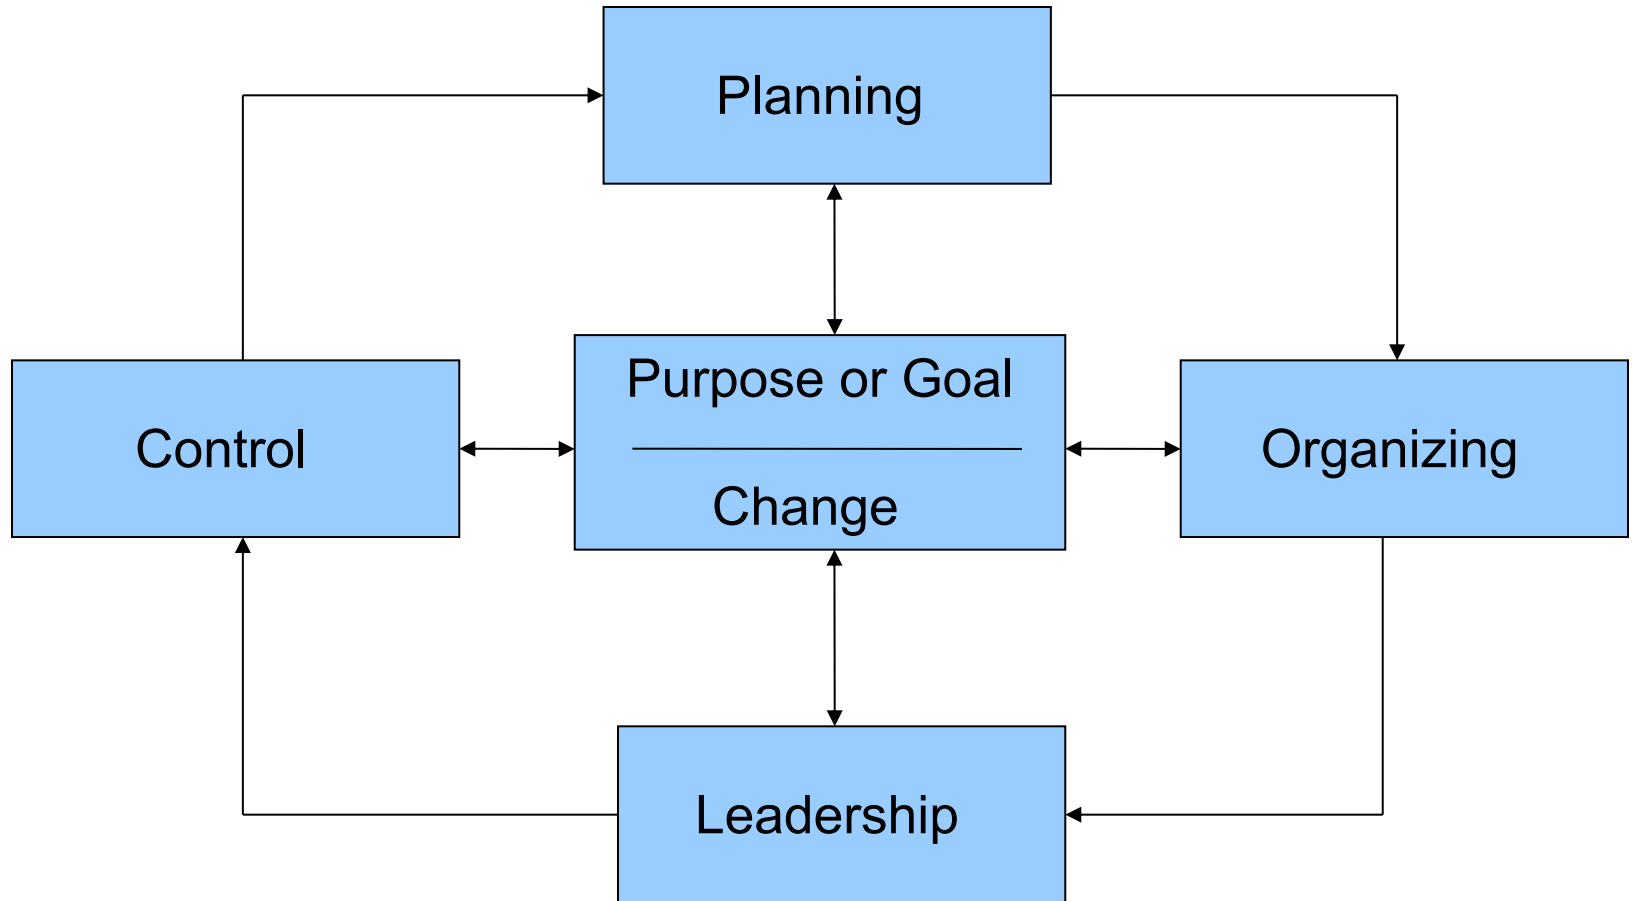 Planning
Purpose or Goal
Control
Organizing
Change
Leadership